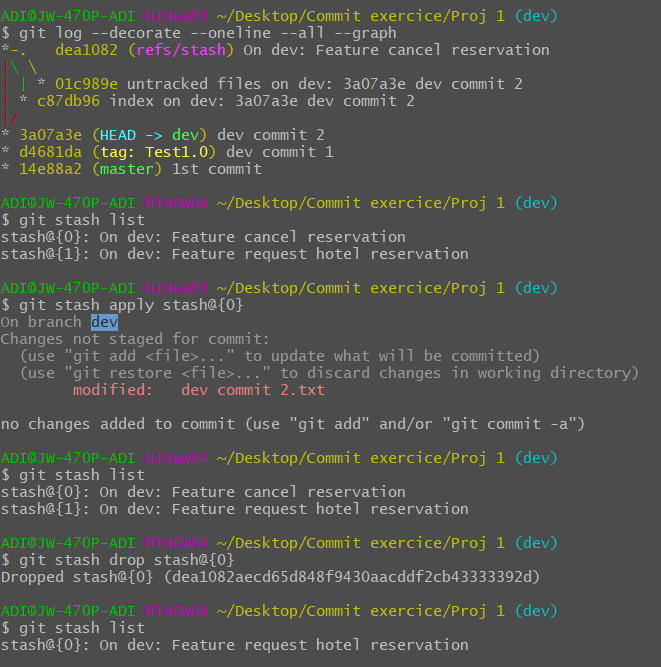 ADI@JW-470P-ADI MINGW64 ~/Desktop/Commit exercice/Proj 1 (dev)
$ git log --decorate --oneline --all --graph
*-.   dea1082 (refs/stash) On dev: Feature cancel reservation
|\ \
| | * 01c989e untracked files on dev: 3a07a3e dev commit 2
| * c87db96 index on dev: 3a07a3e dev commit 2
|/
* 3a07a3e (HEAD -> dev) dev commit 2
* d4681da (tag: Test1.0) dev commit 1
* 14e88a2 (master) 1st commit
ADI@JW-470P-ADI MINGW64 ~/Desktop/Commit exercice/Proj 1 (dev)
$ git stash list
stash@{0}: On dev: Feature cancel reservation
stash@{1}: On dev: Feature request hotel reservation
ADI@JW-470P-ADI MINGW64 ~/Desktop/Commit exercice/Proj 1 (dev)
$ git stash apply stash@{0}
On branch dev
Changes not staged for commit:
  (use "git add <file>..." to update what will be committed)
  (use "git restore <file>..." to discard changes in working directory)
        modified:   dev commit 2.txt
no changes added to commit (use "git add" and/or "git commit -a")
ADI@JW-470P-ADI MINGW64 ~/Desktop/Commit exercice/Proj 1 (dev)
$ git stash list
stash@{0}: On dev: Feature cancel reservation
stash@{1}: On dev: Feature request hotel reservation
ADI@JW-470P-ADI MINGW64 ~/Desktop/Commit exercice/Proj 1 (dev)
$ git stash drop stash@{0}
Dropped stash@{0} (dea1082aecd65d848f9430aacddf2cb43333392d)
ADI@JW-470P-ADI MINGW64 ~/Desktop/Commit exercice/Proj 1 (dev)
$ git stash list
stash@{0}: On dev: Feature request hotel reservation